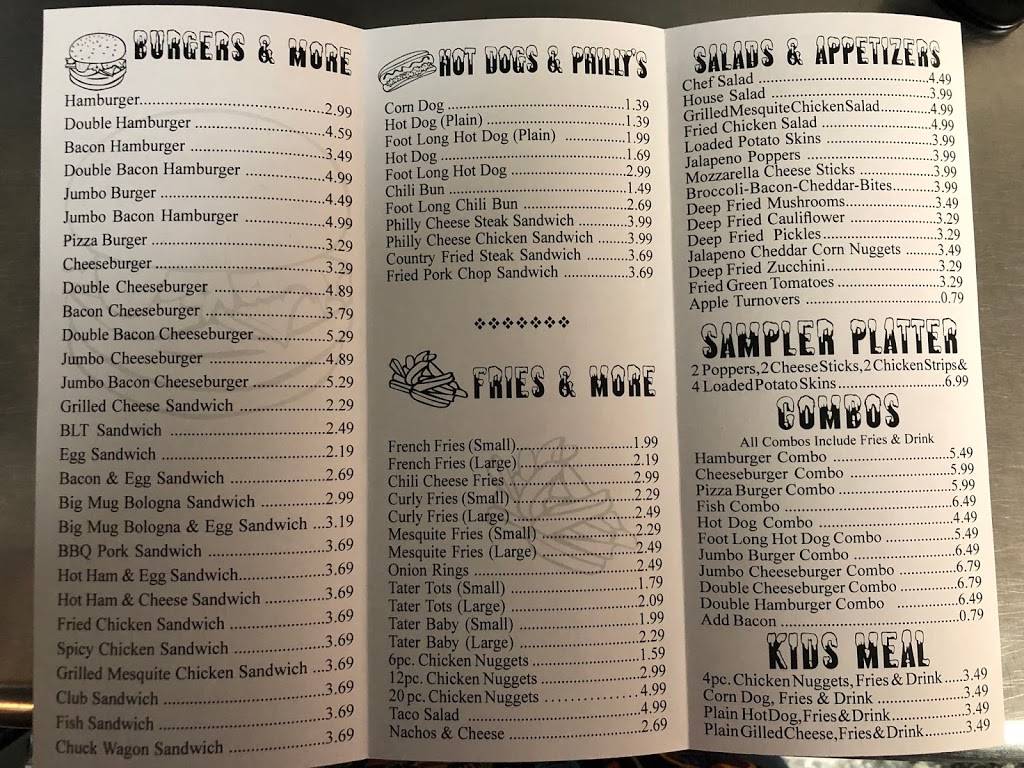 BURGERS & MORE
Hamburger 2.99
Double Hamburger 4.59
Bacon Hamburger 3.49
Double Bacon Hamburger 4.99
Jumbo Burger 4.49
Jumbo Bacon Hamburger 4.99
Pizza Burger 3.29
Cheeseburger 3.29
Double Cheeseburger 4.89
Bacon Cheeseburger 3.79
Double Bacon Cheeseburger 5.29
Jumbo Cheeseburger 4.89
Jumbo Bacon Cheeseburger 5.29
Grilled Cheese Sandwich 2.29
BLT Sandwich 2.49
Egg Sandwich 2.19
Bacon & Egg Sandwich 2.69
Big Mug Bologna Sandwich 2.99
Big Mug Bologna & Egg Sandwich 3.19
BBQ Pork Sandwich 3.69
Hot Ham & Egg Sandwich 3.69
Hot Ham & Cheese Sandwich 3.69
Fried Chicken Sandwich 3.69
Spicy Chicken Sandwich 3.69
Grilled Mesquite Chicken Sandwich 3.69
Club Sandwich 3.69
Fish Sandwich 3.69
Chuck Wagon Sandwich 3.69
HOT DOGS & PHILLY'S
Corn Dog 1.39
Hot Dog (Plain) 1.39
Foot Long Hot Dog (Plain) 1.99
Hot Dog 1.69
Foot Long Hot Dog 2.99
Chili Bun 1.49
Foot Long Chili Bun 2.69
Philly Cheese Steak Sandwich 3.99
Philly Cheese Chicken Sandwich 3.99
Country Fried Steak Sandwich 3.69
Fried Pork Chop Sandwich 3.69
FRIES & MORE
French Fries (Small) 1.99
French Fries (Large) 2.19
Chili Cheese Fries 2.99
Curly Fries (Small) 2.29
Curly Fries (Large) 2.49
Mesquite Fries (Small) 2.29
Mesquite Fries (Large) 2.49
Onion Rings 2.49
Tater Tots (Small) 1.79
Tater Tots (Large) 2.09
Tater Baby (Small) 1.99
Tater Baby (Large) 2.29
6pc. Chicken Nuggets 1.59
12pc. Chicken Nuggets 2.99
20 pc. Chicken Nuggets 4.99
Taco Salad 4.99
Nachos & Cheese 2.69
SALADS & APPETIZERS
Chef Salad 4.49
House Salad 3.99
Grilled Mesquite Chicken Salad 4.99
Fried Chicken Salad 4.99
Loaded Potato Skins 3.99
Jalapeno Poppers 3.99
Mozzarella Cheese Sticks 3.99
Broccoli-Bacon-Cheddar-Bites 3.99
Deep Fried Mushrooms 3.49
Deep Fried Cauliflower 3.29
Deep Fried Pickles 3.29
Jalapeno Cheddar Corn Nuggets 3.49
Deep Fried Zucchini 3.29
Fried Green Tomatoes 3.29
Apple Turnovers 0.79
SAMPLER PLATTER
2 Poppers, 2 Cheese Sticks, 2 Chicken Strips &
4 Loaded Potato Skins 6.99
COMBOS
All Combos Include Fries & Drink
Hamburger Combo 5.49
Cheeseburger Combo 5.99
Pizza Burger Combo 5.99
Fish Combo 6.49
Hot Dog Combo 4.49
Foot Long Hot Dog Combo 5.49
Jumbo Burger Combo 6.49
Jumbo Cheeseburger Combo 6.79
Double Cheeseburger Combo 6.79
Double Hamburger Combo 6.49
Add Bacon 0.79
KIDS MEAL
4pc. Chicken Nuggets, Fries & Drink 3.49
Corn Dog, Fries & Drink 3.49
Plain Hot Dog, Fries & Drink 3.49
Plain Gilled Cheese, Fries & Drink 3.49